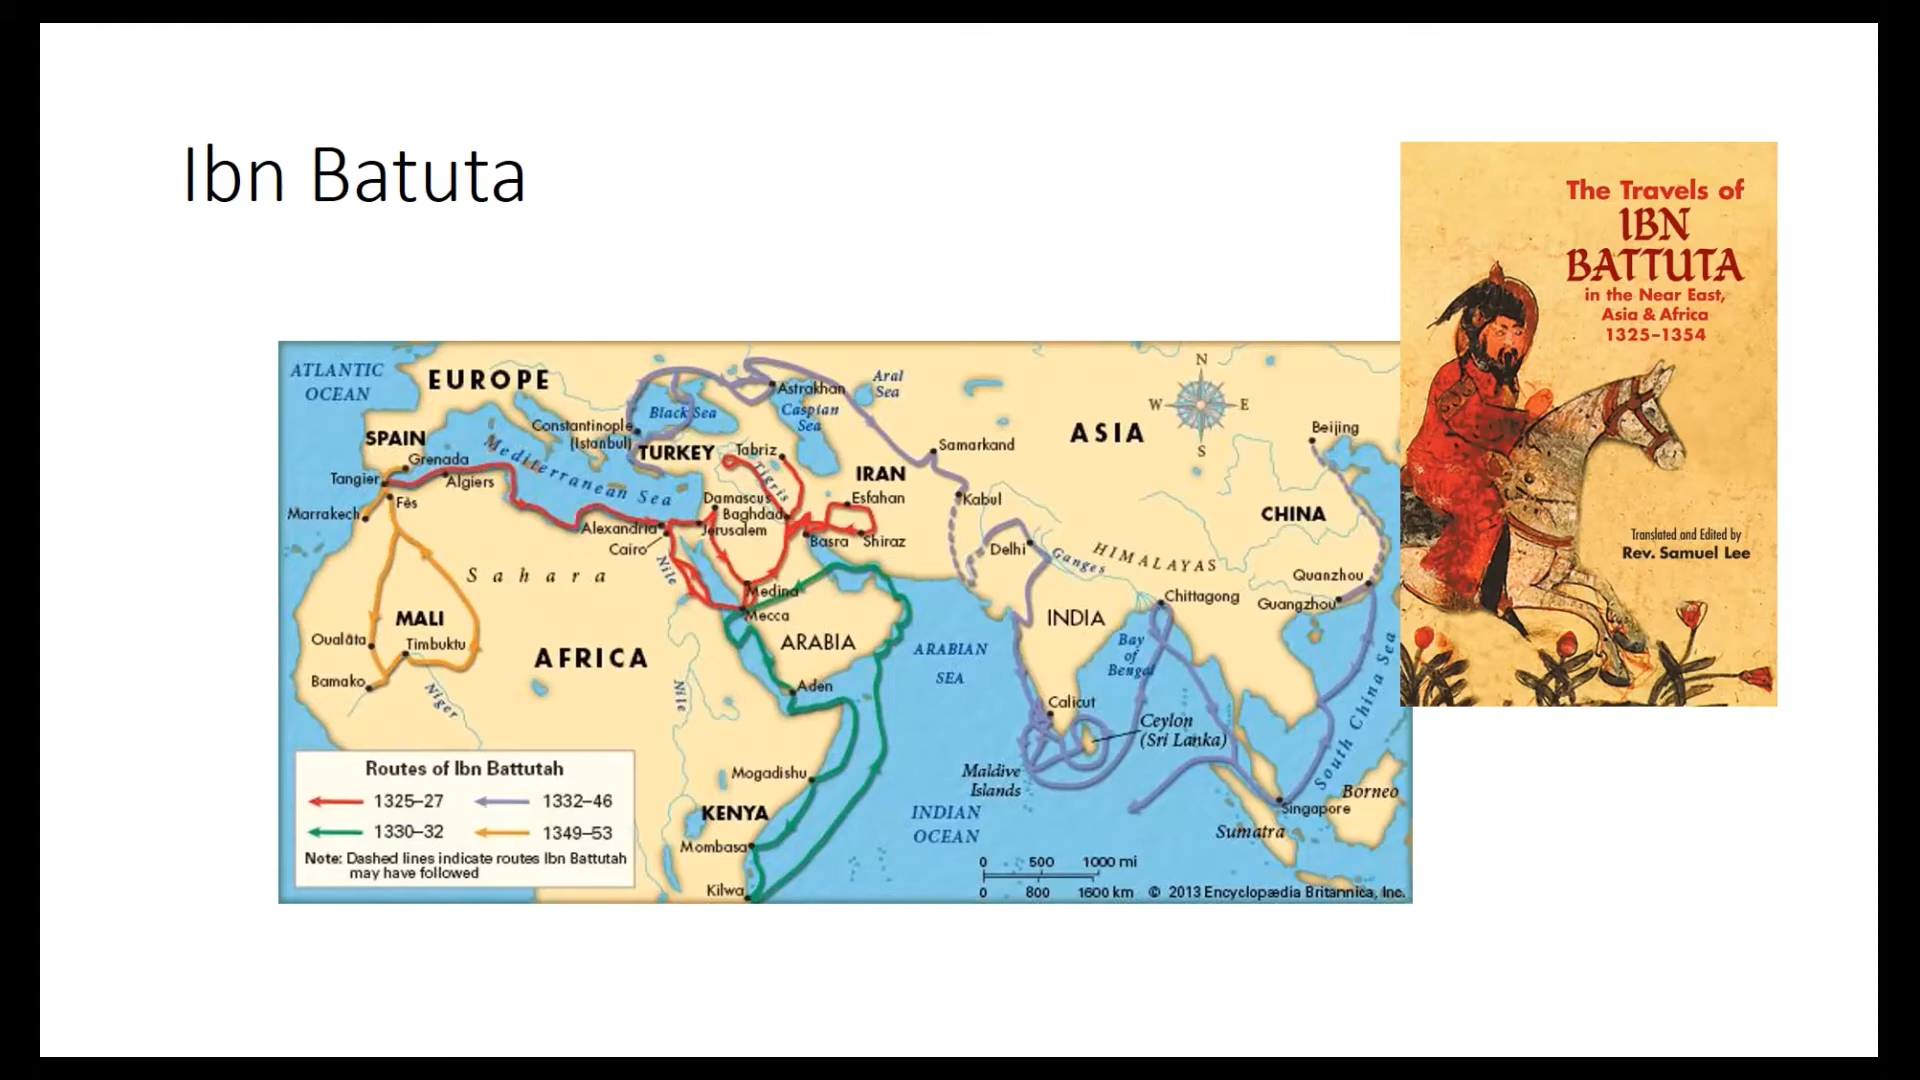 Ibn Batuta
The Travels of
IBN
BATTUTA
in the Near East,
Asia & Africa
1325–1354
Translated and Edited by
Rev. Samuel Lee
ATLANTIC
OCEAN
EUROPE
SPAIN
Grenada
Tangier
Algiers
Fès
Marrakech
Mediterranean Sea
Constantinople
(Istanbul)
Black Sea
TURKEY
Astrakhan
Caspian
Sea
Aral
Sea
Tabriz
Tigris
IRAN
Esfahan
Damascus
Baghdad
Jerusalem
Basra
Shiraz
Alexandria
Cairo
Nile
Samarkand
Kabul
ASIA
N
W
E
S
Beijing
CHINA
HIMALAYAS
Delhi
Ganges
Quanzhou
Guangzhou
Chittagong
INDIA
Bay
of
Bengal
Sahara
MALI
Oualâta
Timbuktu
Bamako
Niger
AFRICA
Nile
Medina
Mecca
ARABIA
Aden
ARABIAN
SEA
Calicut
Ceylon
(Sri Lanka)
Maldive
Islands
South China Sea
Mogadishu
KENYA
Mombasa
Kilwa
INDIAN
OCEAN
Borneo
Singapore
Sumatra
Routes of Ibn Battutah
1325–27
1332–46
1330–32
1349–53
Note: Dashed lines indicate routes Ibn Battutah
may have followed
0 500 1000 mi
0 800 1600 km
© 2013 Encyclopædia Britannica, Inc.